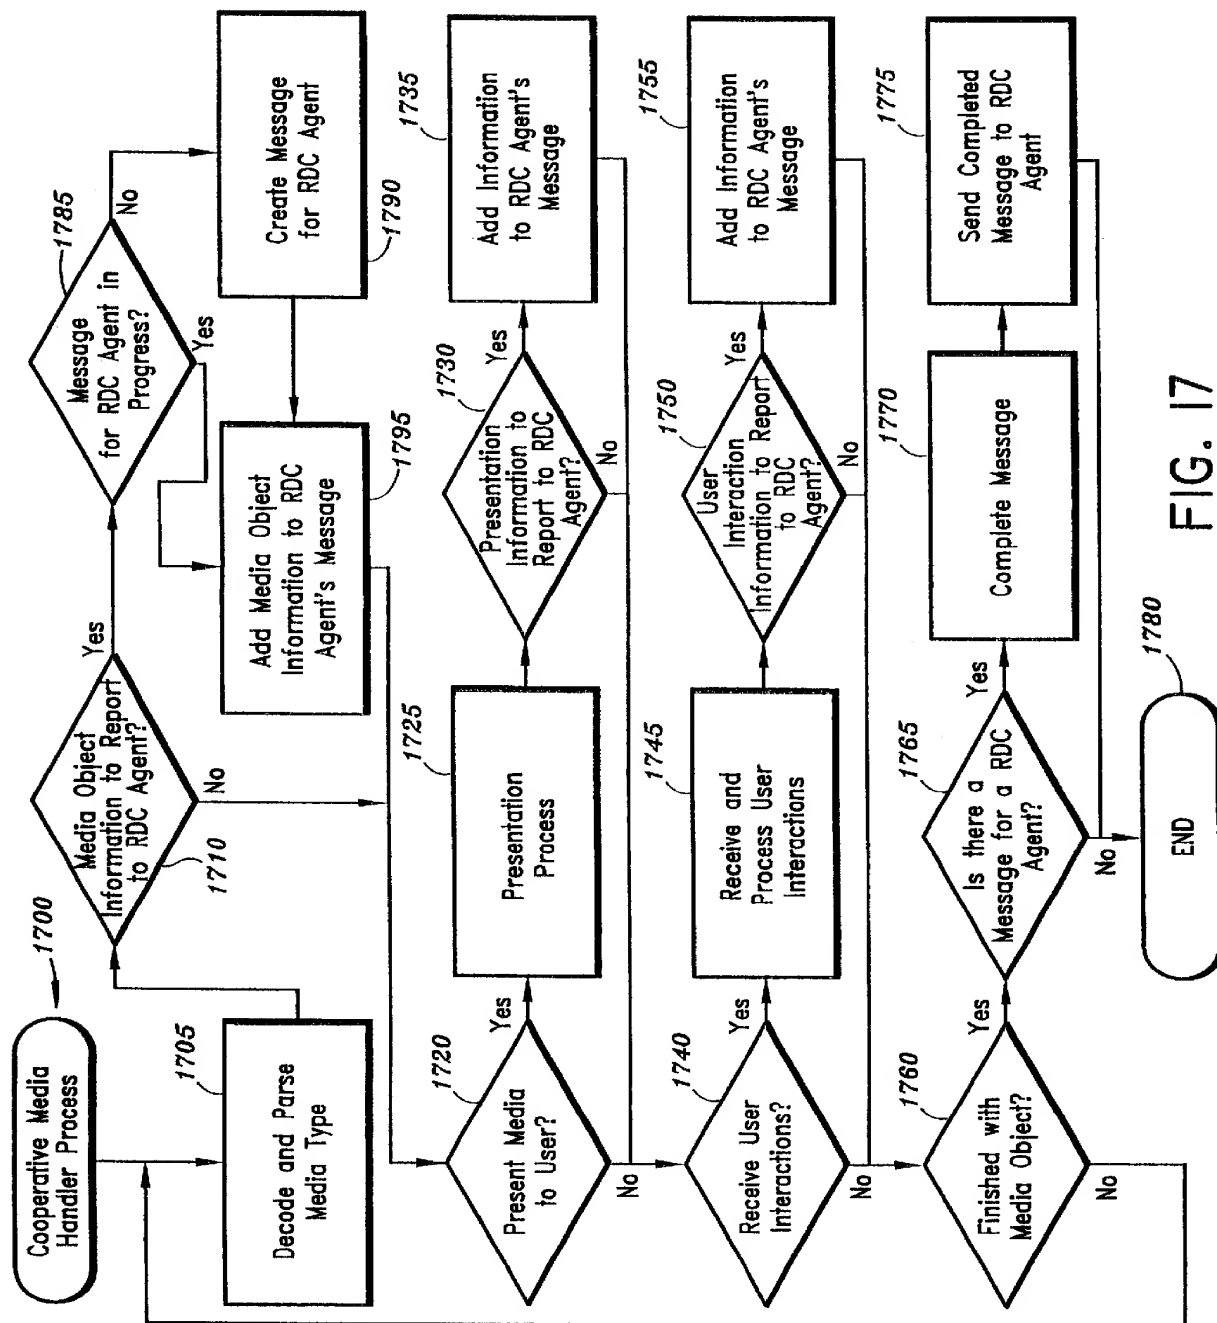 Cooperative Media
Handler Process
1700
Decode and Parse
Media Type
1705
Media Object
Information to Report
to RDC Agent?
1710
Yes
No
Message
for RDC Agent in
Progress?
1785
No
Yes
Create Message
for RDC Agent
1790
Add Media Object
Information to RDC
Agent's Message
1795
Present Media
to User?
1720
Yes
No
Presentation
Process
1725
Presentation
Information to
Report to RDC
Agent?
1730
Yes
No
Add Information
to RDC Agent's
Message
1735
Receive User
Interactions?
1740
Yes
No
Receive and
Process User
Interactions
1745
User
Interaction
Information to Report
to RDC
Agent?
1750
Yes
No
Add Information
to RDC Agent's
Message
1755
Finished with
Media Object?
1760
Yes
No
Is there a
Message for a RDC
Agent?
1765
Yes
No
Complete Message
1770
Send Completed
Message to RDC
Agent
1775
END
1780
FIG. 17